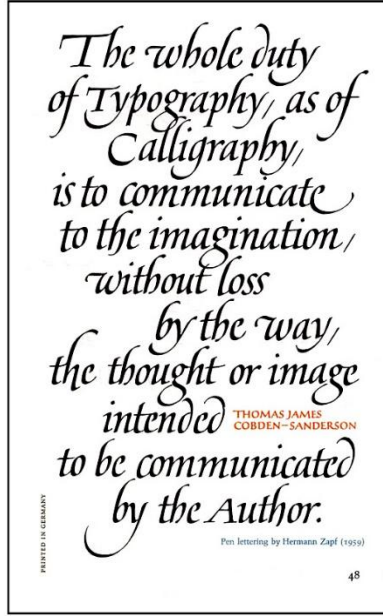 The whole duty
of Typography, as of
Calligraphy,
is to communicate
to the imagination,
without loss
by the way,
the thought or image
intended
THOMAS JAMES
COBDEN-SANDERSON
to be communicated
by the Author.
Pen lettering by Hermann Zapf (1959)
PRINTED IN GERMANY
48